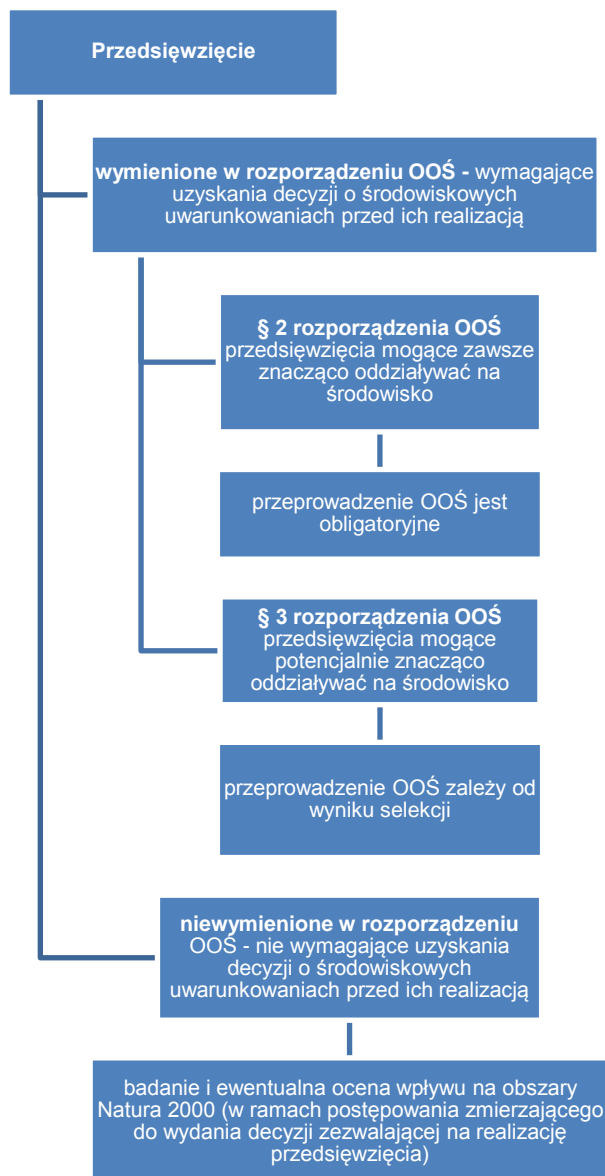 Przedsięwzięcie
wymienione w rozporządzeniu OOŚ - wymagające
uzyskania decyzji o środowiskowych
uwarunkowaniach przed ich realizacją
§ 2 rozporządzenia OOŚ
przedsięwzięcia mogące zawsze
znacząco oddziaływać na
środowisko
przeprowadzenie OOŚ jest
obligatoryjne
§ 3 rozporządzenia OOŚ
przedsięwzięcia mogące
potencjalnie znacząco
oddziaływać na środowisko
przeprowadzenie OOŚ zależy od
wyniku selekcji
niewymienione w rozporządzeniu
OOŚ - nie wymagające uzyskania
decyzji o środowiskowych
uwarunkowaniach przed ich realizacją
badanie i ewentualna ocena wpływu na obszary
Natura 2000 (w ramach postępowania zmierzającego
do wydania decyzji zezwalającej na realizację
przedsięwzięcia)